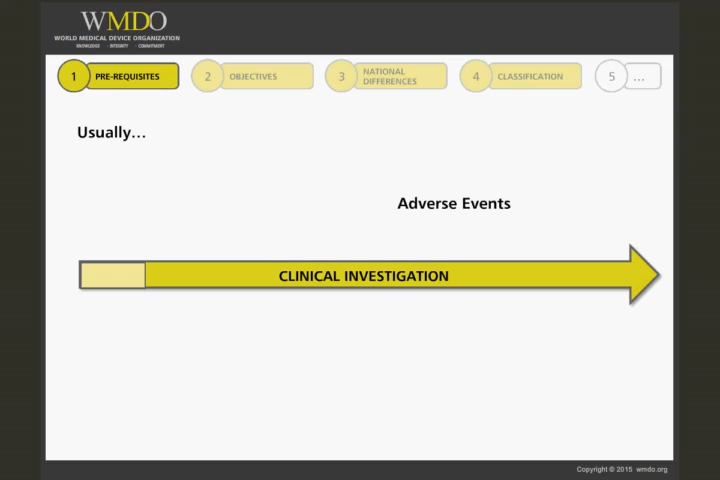 WMDO
WORLD MEDICAL DEVICE ORGANIZATION
KNOWLEDGE - INTEGRITY - COMMITMENT
1 PRE-REQUISITES
2 OBJECTIVES
3 NATIONAL
DIFFERENCES
4 CLASSIFICATION
5 ...
Usually...
Adverse Events
CLINICAL INVESTIGATION
Copyright © 2015 wmdo.org